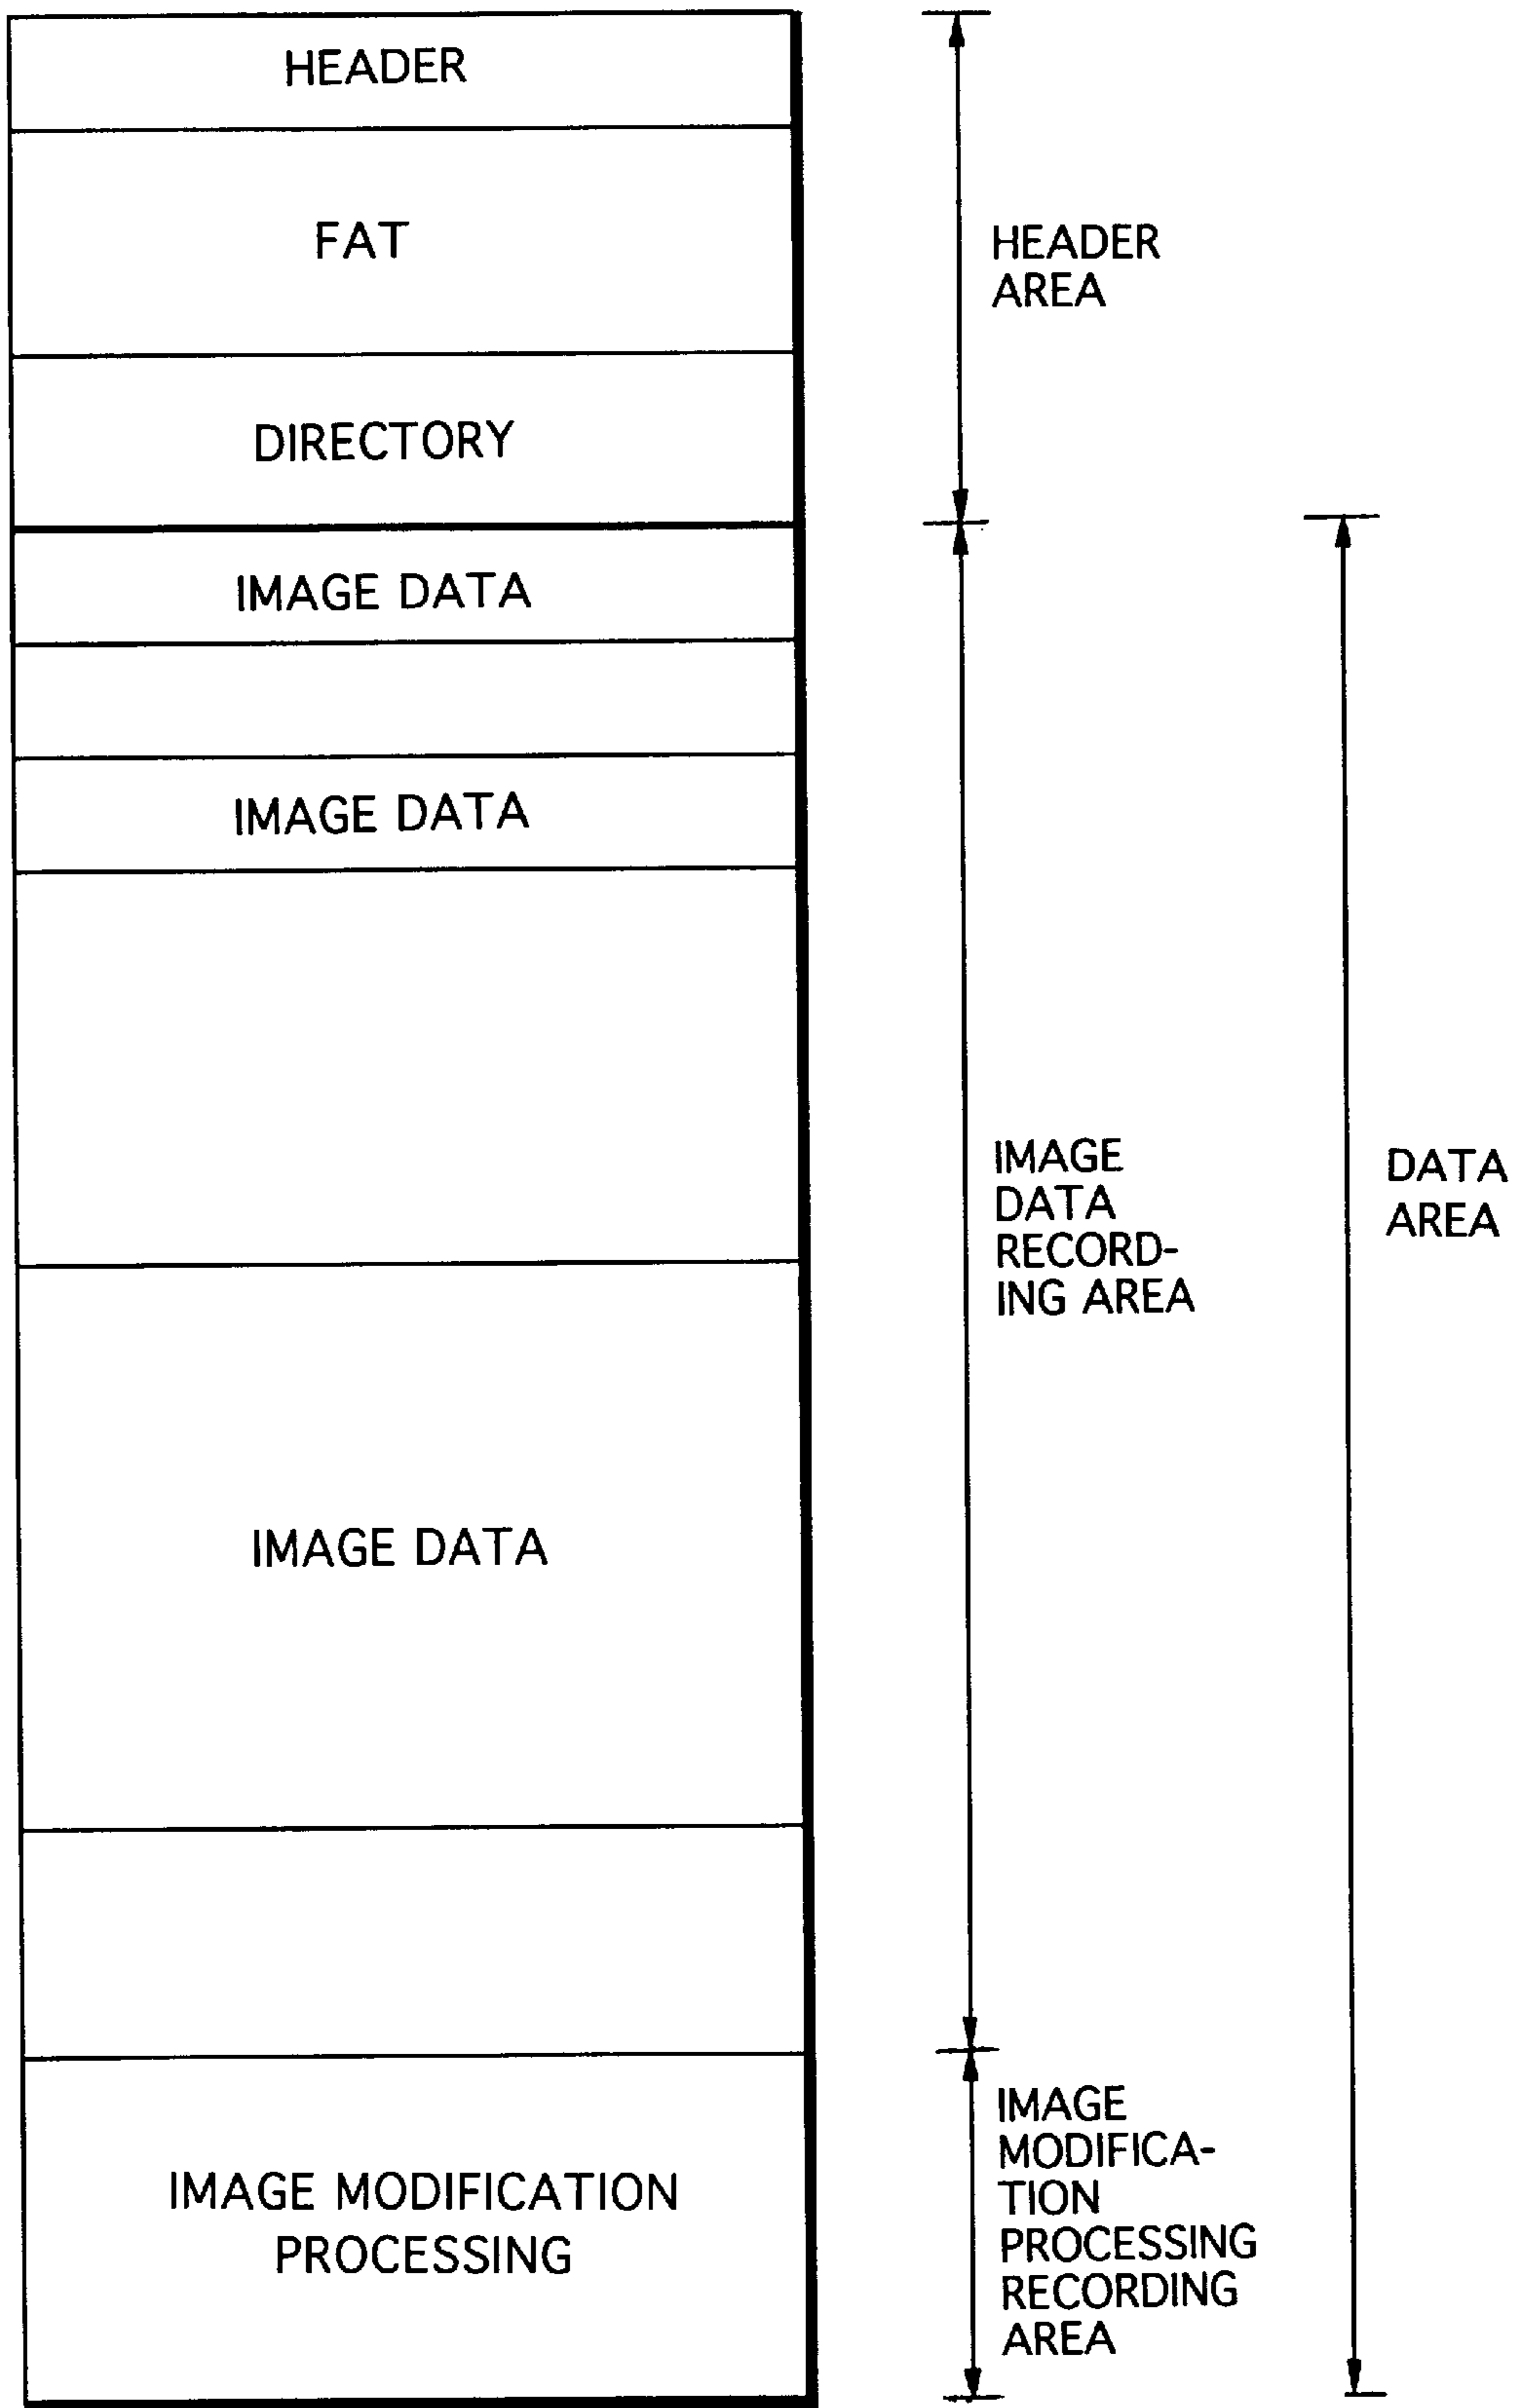 HEADER
FAT
DIRECTORY
IMAGE DATA
IMAGE DATA
IMAGE DATA
IMAGE MODIFICATION
PROCESSING
HEADER
AREA
IMAGE
DATA
RECORD-
ING AREA
IMAGE
MODIFICA-
TION
PROCESSING
RECORDING
AREA
DATA
AREA